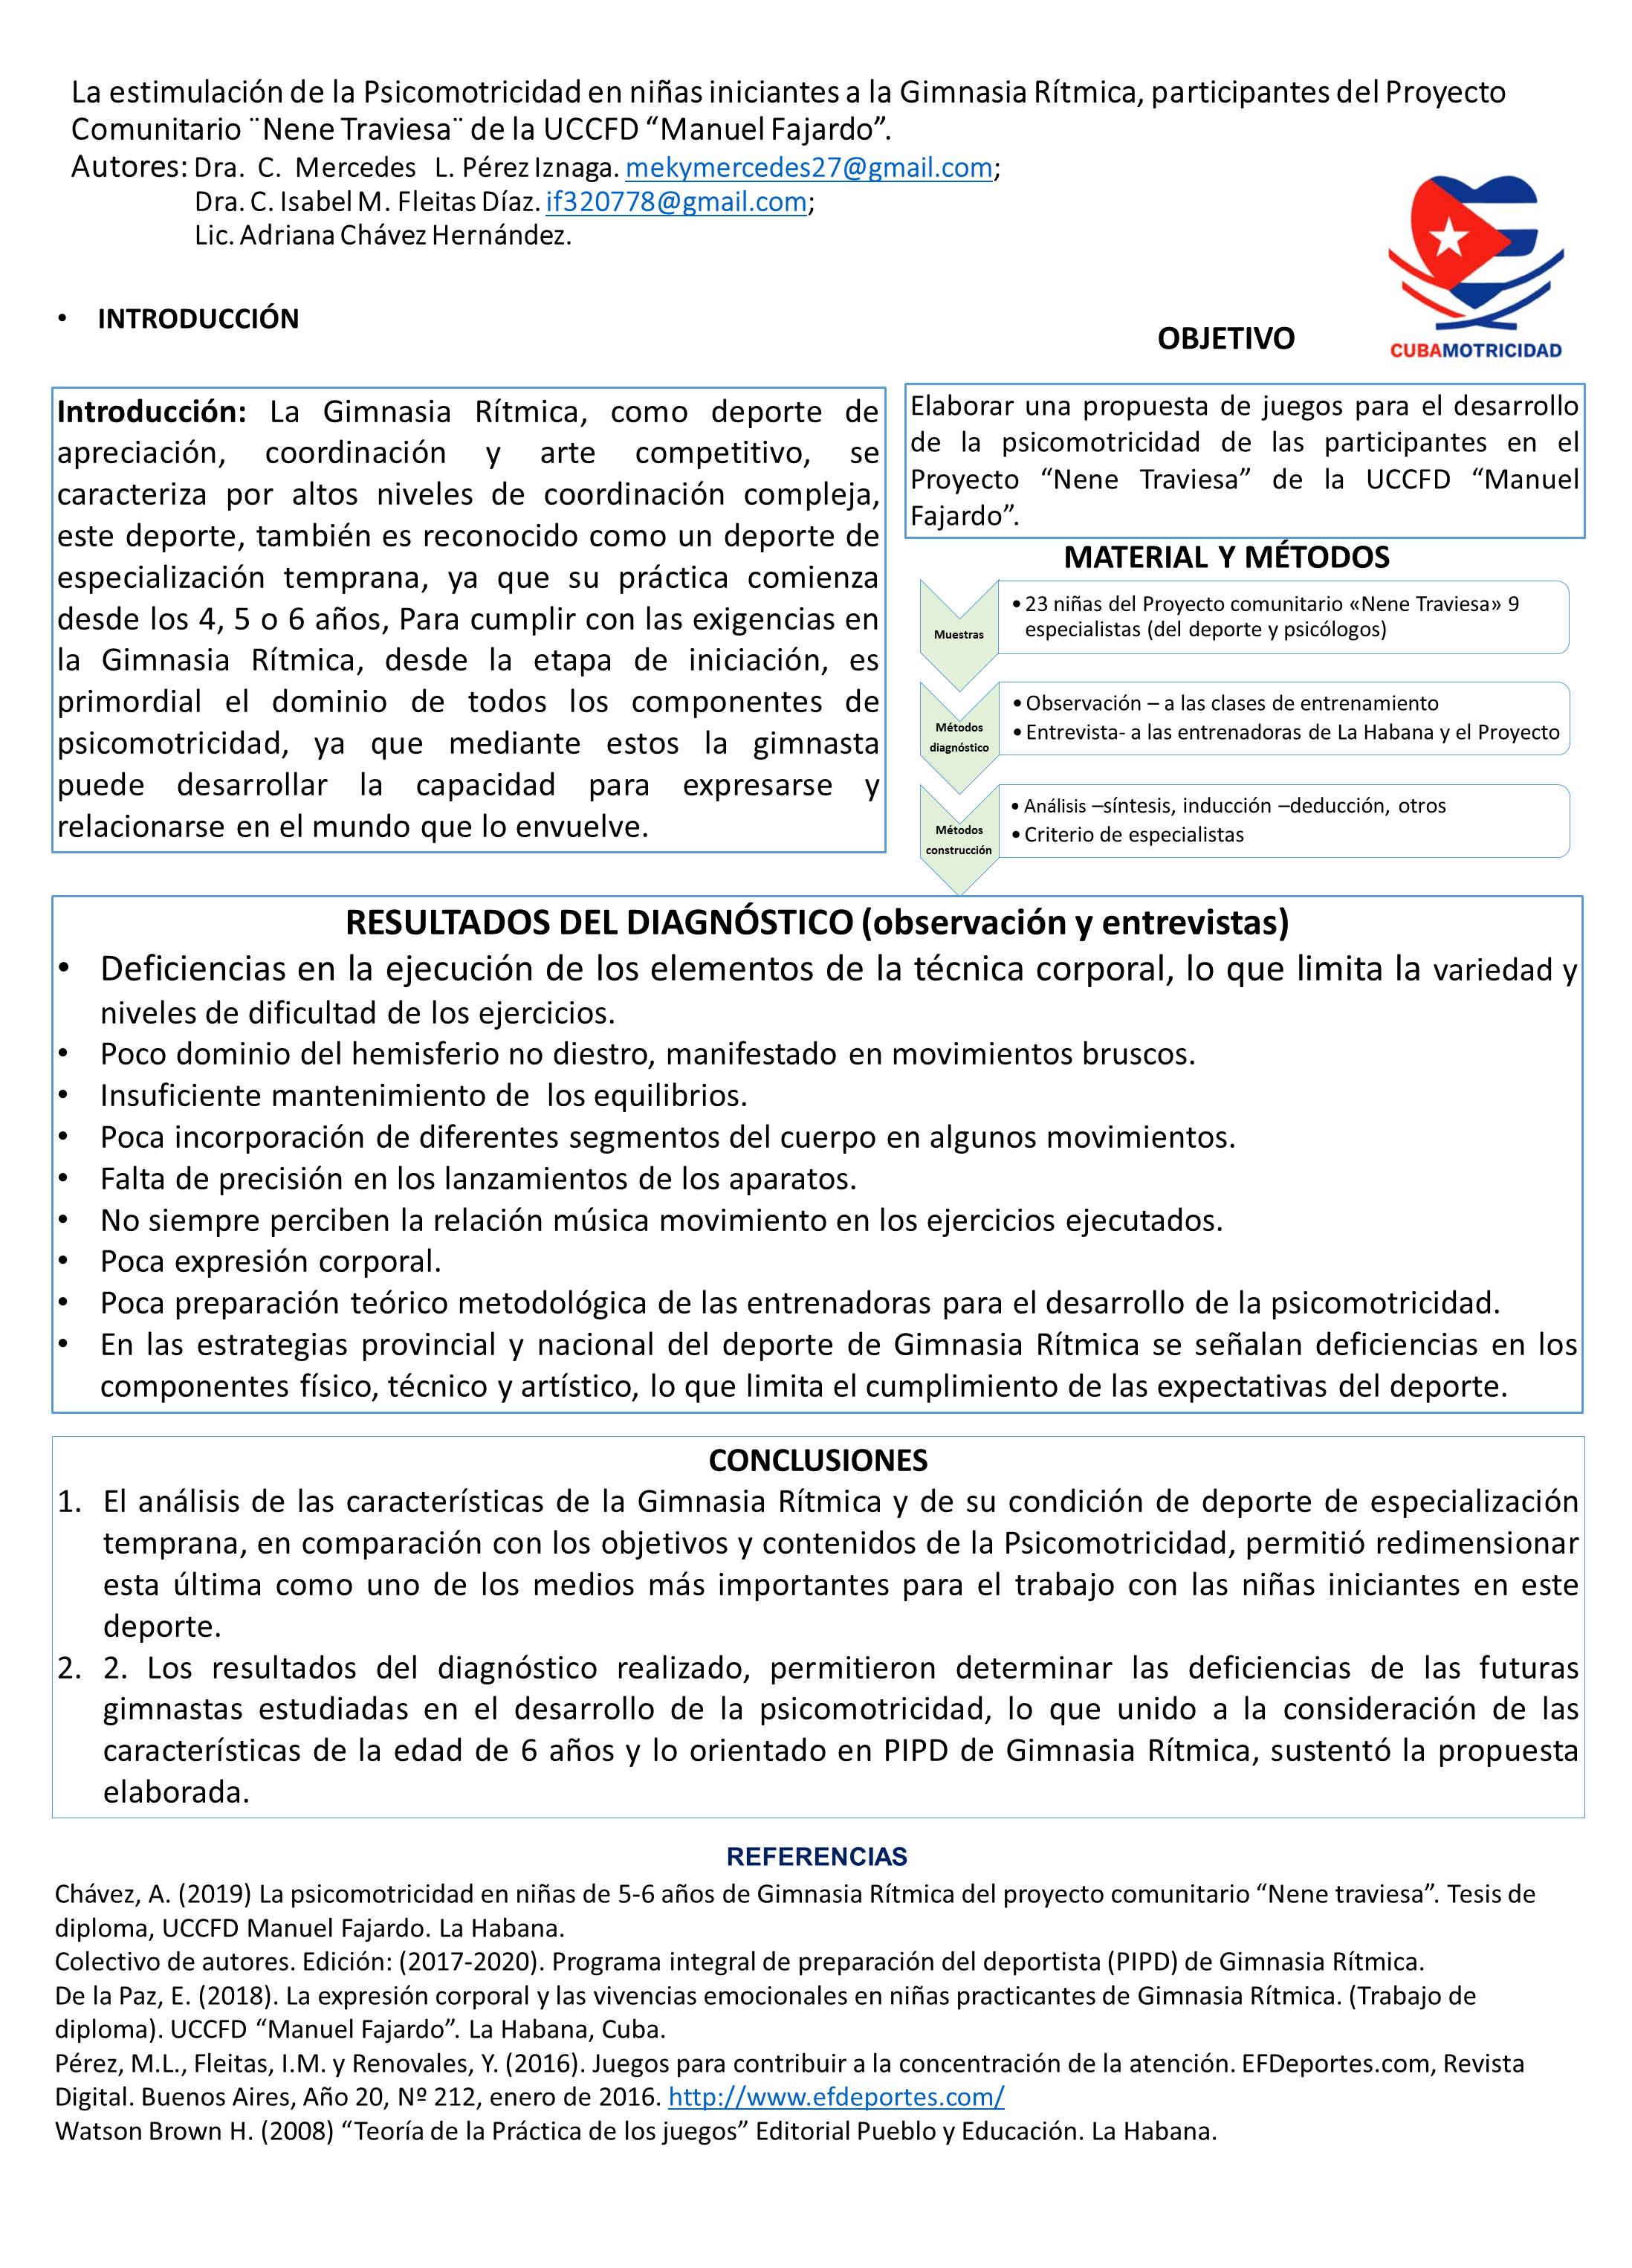 La estimulación de la Psicomotricidad en niñas iniciantes a la Gimnasia Rítmica, participantes del Proyecto
Comunitario ¨Nene Traviesa¨ de la UCCFD “Manuel Fajardo”.
Autores: Dra. C. Mercedes L. Pérez Iznaga. mekymercedes27@gmail.com;
Dra. C. Isabel M. Fleitas Díaz. if320778@gmail.com;
Lic. Adriana Chávez Hernández.
CUBAMOTRICIDAD
• INTRODUCCIÓN
Introducción: La Gimnasia Rítmica, como deporte de
apreciación, coordinación y arte competitivo, se
caracteriza por altos niveles de coordinación compleja,
este deporte, también es reconocido como un deporte de
especialización temprana, ya que su práctica comienza
desde los 4, 5 o 6 años, Para cumplir con las exigencias en
la Gimnasia Rítmica, desde la etapa de iniciación, es
primordial el dominio de todos los componentes de
psicomotricidad, ya que mediante estos la gimnasta
puede desarrollar la capacidad para expresarse y
relacionarse en el mundo que lo envuelve.
OBJETIVO
Elaborar una propuesta de juegos para el desarrollo
de la psicomotricidad de las participantes en el
Proyecto “Nene Traviesa” de la UCCFD “Manuel
Fajardo”.
MATERIAL Y MÉTODOS
Muestras
• 23 niñas del Proyecto comunitario «Nene Traviesa» 9
especialistas (del deporte y psicólogos)
Métodos
diagnóstico
• Observación – a las clases de entrenamiento
• Entrevista- a las entrenadoras de La Habana y el Proyecto
Métodos
construcción
• Análisis –síntesis, inducción –deducción, otros
• Criterio de especialistas
RESULTADOS DEL DIAGNÓSTICO (observación y entrevistas)
• Deficiencias en la ejecución de los elementos de la técnica corporal, lo que limita la variedad y
niveles de dificultad de los ejercicios.
• Poco dominio del hemisferio no diestro, manifestado en movimientos bruscos.
• Insuficiente mantenimiento de los equilibrios.
• Poca incorporación de diferentes segmentos del cuerpo en algunos movimientos.
• Falta de precisión en los lanzamientos de los aparatos.
• No siempre perciben la relación música movimiento en los ejercicios ejecutados.
• Poca expresión corporal.
• Poca preparación teórico metodológica de las entrenadoras para el desarrollo de la psicomotricidad.
• En las estrategias provincial y nacional del deporte de Gimnasia Rítmica se señalan deficiencias en los
componentes físico, técnico y artístico, lo que limita el cumplimiento de las expectativas del deporte.
CONCLUSIONES
1. El análisis de las características de la Gimnasia Rítmica y de su condición de deporte de especialización
temprana, en comparación con los objetivos y contenidos de la Psicomotricidad, permitió redimensionar
esta última como uno de los medios más importantes para el trabajo con las niñas iniciantes en este
deporte.
2. 2. Los resultados del diagnóstico realizado, permitieron determinar las deficiencias de las futuras
gimnastas estudiadas en el desarrollo de la psicomotricidad, lo que unido a la consideración de las
características de la edad de 6 años y lo orientado en PIPD de Gimnasia Rítmica, sustentó la propuesta
elaborada.
REFERENCIAS
Chávez, A. (2019) La psicomotricidad en niñas de 5-6 años de Gimnasia Rítmica del proyecto comunitario “Nene traviesa”. Tesis de
diploma, UCCFD Manuel Fajardo. La Habana.
Colectivo de autores. Edición: (2017-2020). Programa integral de preparación del deportista (PIPD) de Gimnasia Rítmica.
De la Paz, E. (2018). La expresión corporal y las vivencias emocionales en niñas practicantes de Gimnasia Rítmica. (Trabajo de
diploma). UCCFD “Manuel Fajardo”. La Habana, Cuba.
Pérez, M.L., Fleitas, I.M. y Renovales, Y. (2016). Juegos para contribuir a la concentración de la atención. EFDeportes.com, Revista
Digital. Buenos Aires, Año 20, Nº 212, enero de 2016. http://www.efdeportes.com/
Watson Brown H. (2008) “Teoría de la Práctica de los juegos” Editorial Pueblo y Educación. La Habana.